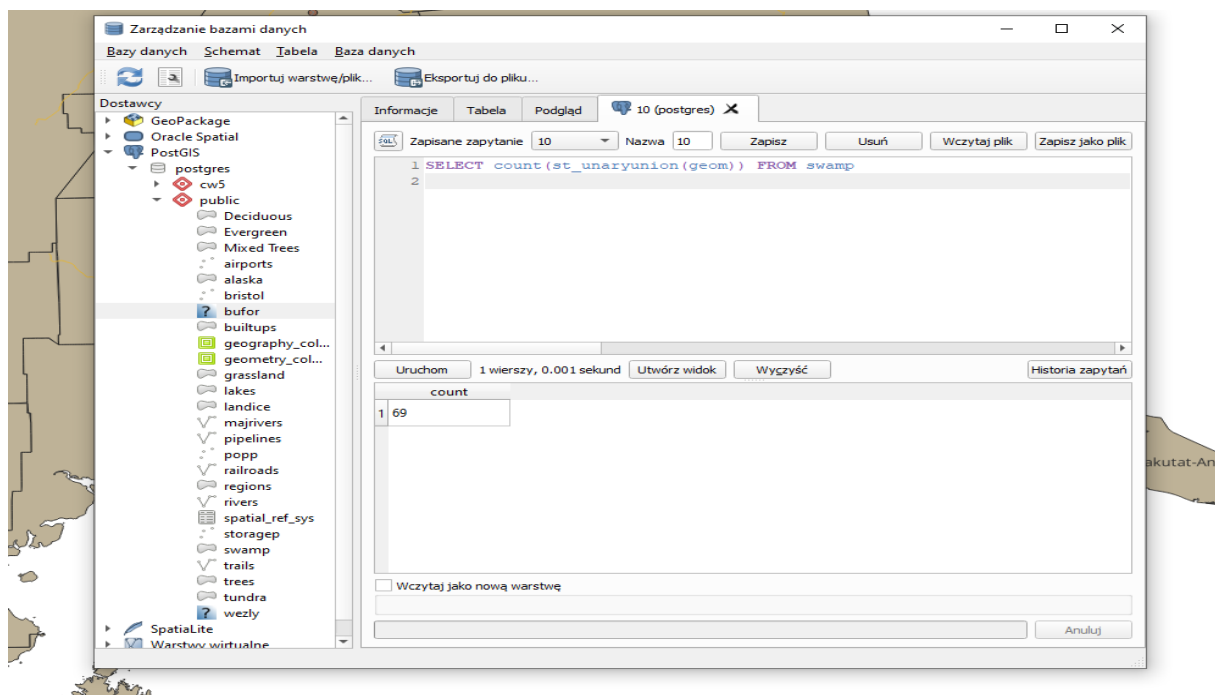 Zarządzanie bazami danych
Bazy danych Schemat Tabela Baza danych
Importuj warstwę/plik... Eksportuj do pliku...
Dostawcy
GeoPackage
Oracle Spatial
PostGIS
postgres
cw5
public
Deciduous
Evergreen
Mixed Trees
airports
alaska
bristol
bufor
builtups
geography_col...
geometry_col...
grassland
lakes
landice
majrivers
pipelines
popp
railroads
regions
rivers
spatial_ref_sys
storagep
swamp
trails
trees
tundra
wezly
SpatiaLite
Warstwy wirtualne
Informacje Tabela Podgląd 10 (postgres)
SQL Zapisane zapytanie 10 Nazwa 10 Zapisz Usuń Wczytaj plik Zapisz jako plik
1 SELECT count(st_unaryunion(geom)) FROM swamp
2
Uruchom 1 wierszy, 0.001 sekund Utwórz widok Wyczyść Historia zapytań
count
1 69
Wczytaj jako nową warstwę
Anuluj
akutat-An